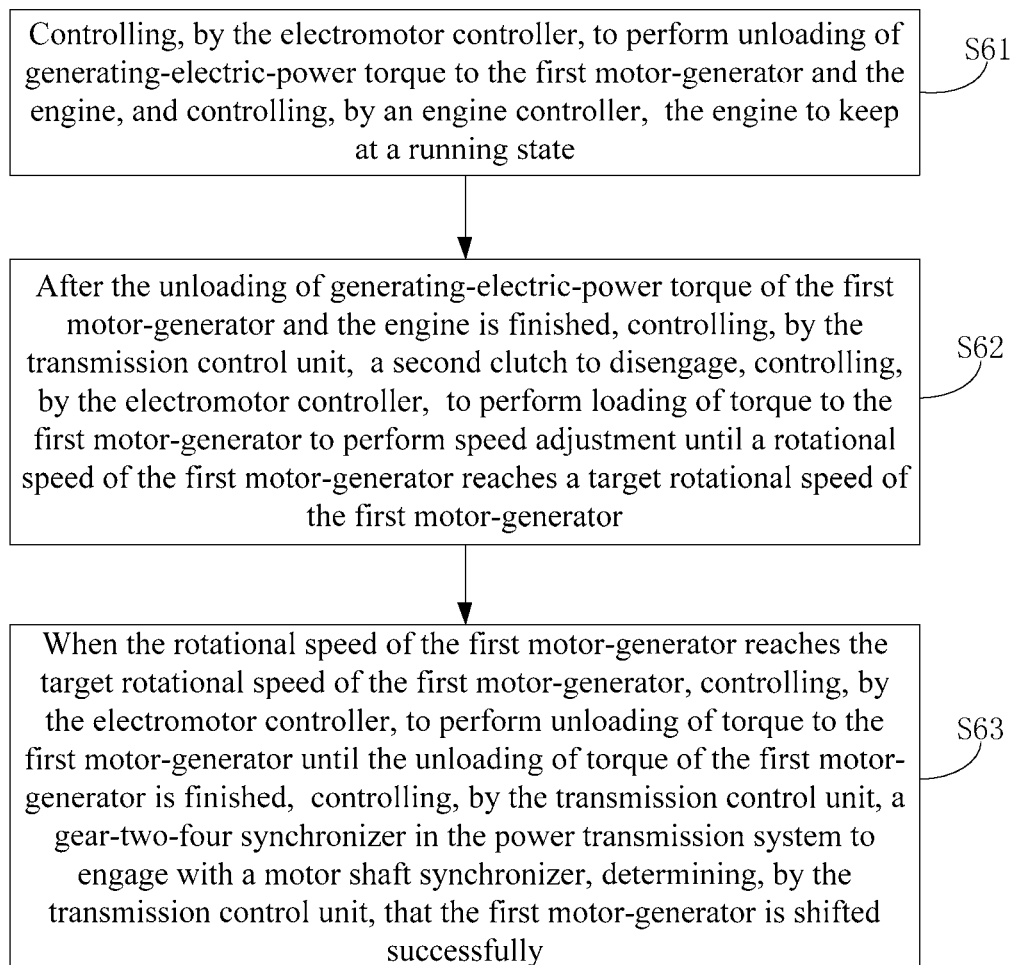 Controlling, by the electromotor controller, to perform unloading of
generating-electric-power torque to the first motor-generator and the
engine, and controlling, by an engine controller, the engine to keep
at a running state
S61
After the unloading of generating-electric-power torque of the first
motor-generator and the engine is finished, controlling, by the
transmission control unit, a second clutch to disengage, controlling,
by the electromotor controller, to perform loading of torque to the
first motor-generator to perform speed adjustment until a rotational
speed of the first motor-generator reaches a target rotational speed of
the first motor-generator
S62
When the rotational speed of the first motor-generator reaches the
target rotational speed of the first motor-generator, controlling, by
the electromotor controller, to perform unloading of torque to the
first motor-generator until the unloading of torque of the first motor-
generator is finished, controlling, by the transmission control unit, a
gear-two-four synchronizer in the power transmission system to
engage with a motor shaft synchronizer, determining, by the
transmission control unit, that the first motor-generator is shifted
successfully
S63